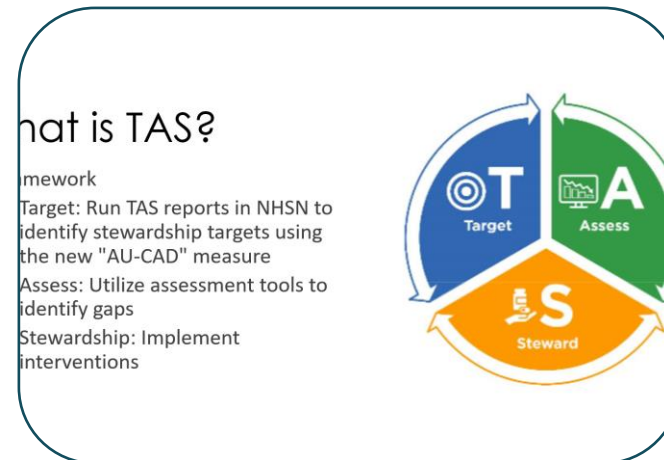 hat is TAS?
mework
Target: Run TAS reports in NHSN to
identify stewardship targets using
the new "AU-CAD" measure
Assess: Utilize assessment tools to
identify gaps
Stewardship: Implement
interventions
T
Target
A
Assess
S
Steward